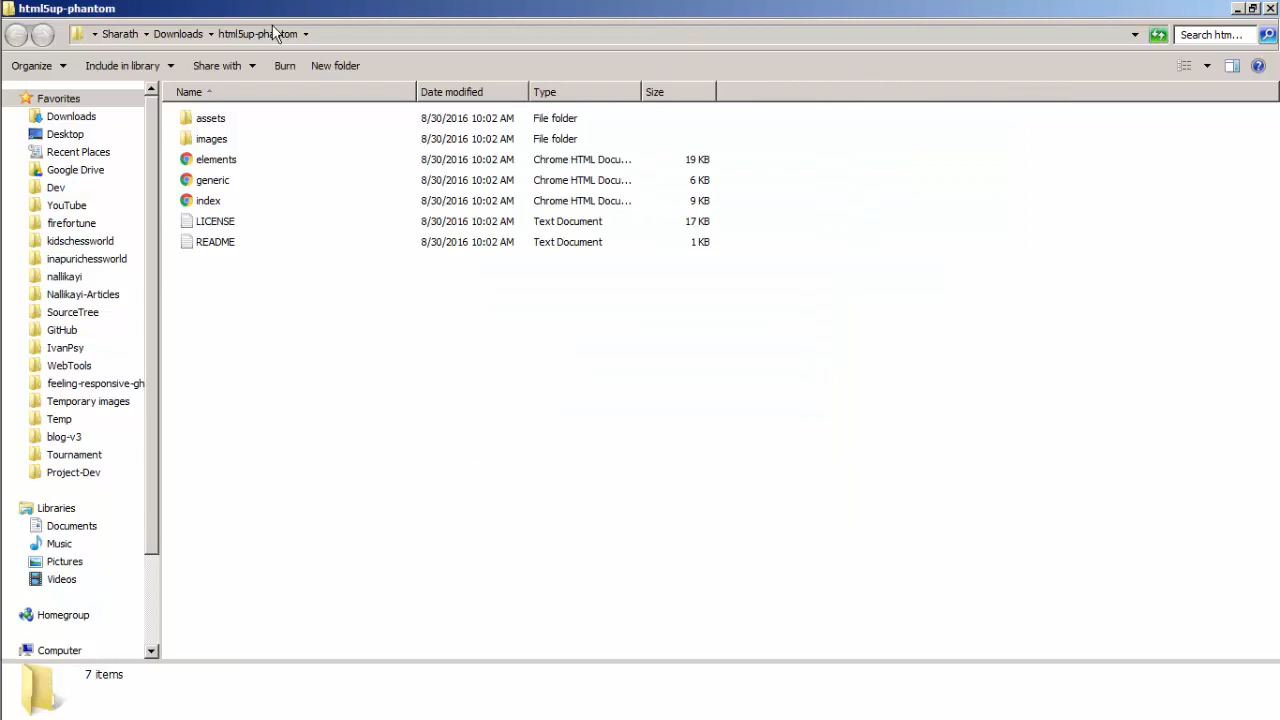 html5up-phantom
Sharath Downloads html5up-phantom
Search htm...
Organize Include in library Share with Burn New folder
Name Date modified Type Size
assets 8/30/2016 10:02 AM File folder
images 8/30/2016 10:02 AM File folder
elements 8/30/2016 10:02 AM Chrome HTML Docu... 19 KB
generic 8/30/2016 10:02 AM Chrome HTML Docu... 6 KB
index 8/30/2016 10:02 AM Chrome HTML Docu... 9 KB
LICENSE 8/30/2016 10:02 AM Text Document 17 KB
README 8/30/2016 10:02 AM Text Document 1 KB
Favorites
Downloads
Desktop
Recent Places
Google Drive
Dev
YouTube
firefortune
kidschessworld
inapurichessworld
nallikayi
Nallikayi-Articles
SourceTree
GitHub
IvanPsy
WebTools
feeling-responsive-gh
Temporary images
Temp
blog-v3
Tournament
Project-Dev
Libraries
Documents
Music
Pictures
Videos
Homegroup
Computer
7 items